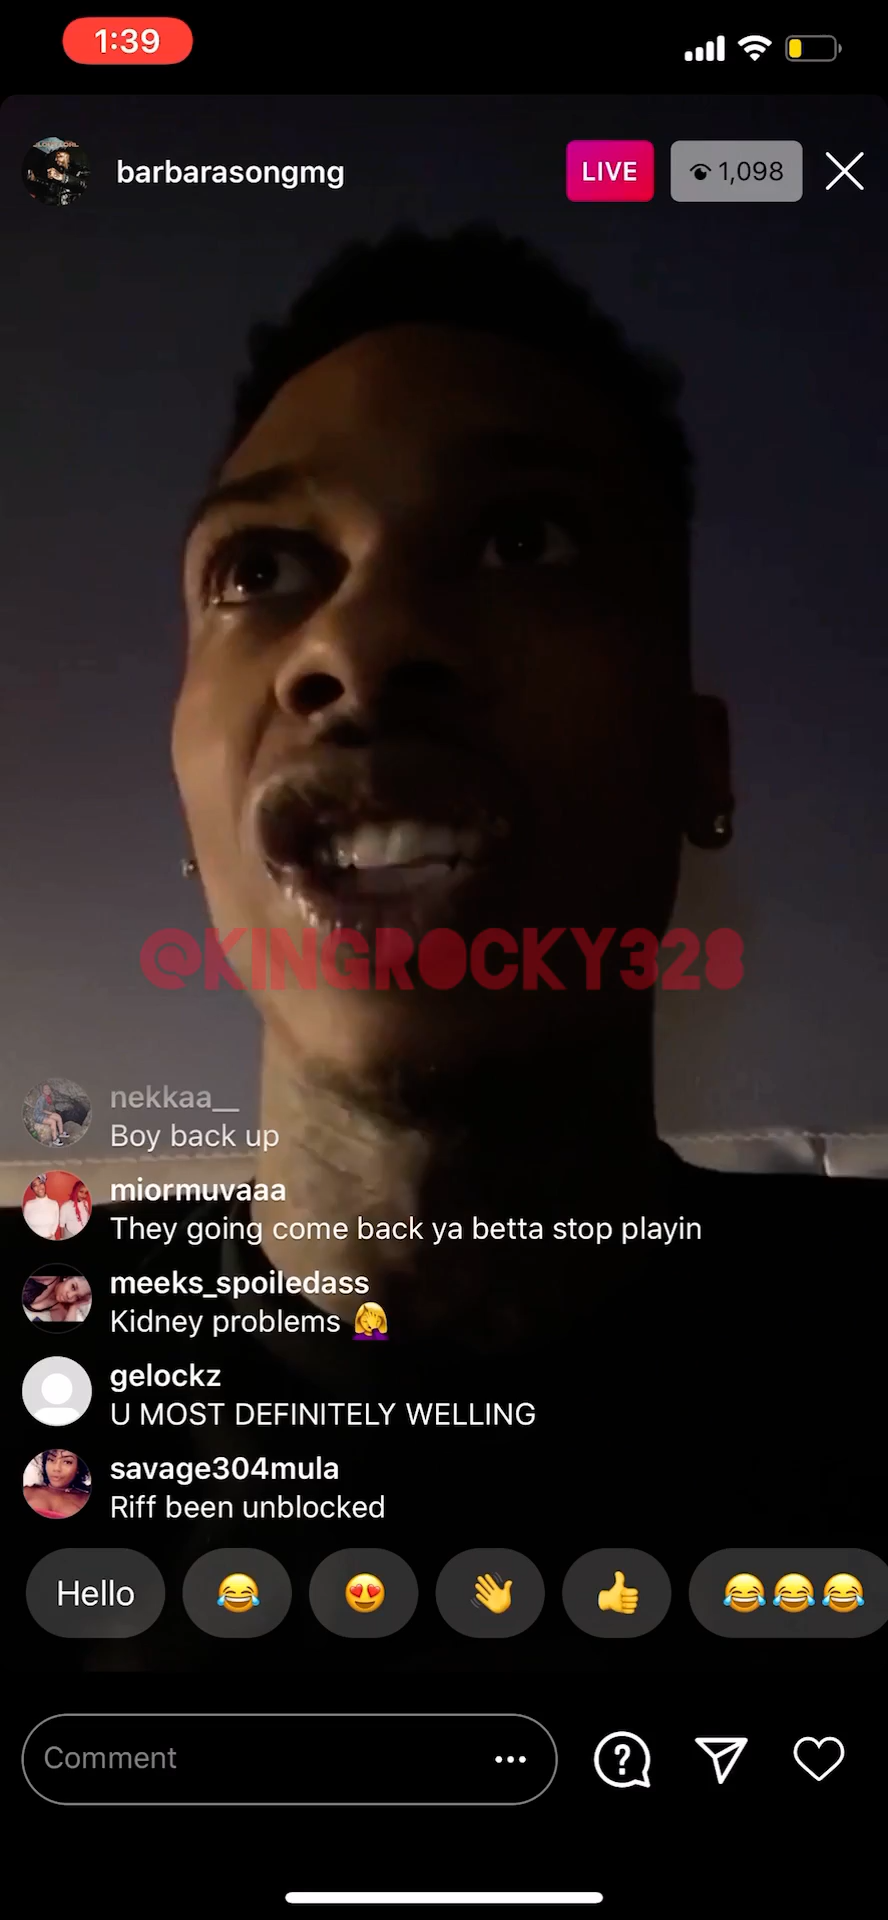 1:39
barbarasongmg
LIVE
1,098
@KINGROCKY328
nekkaa__
Boy back up
miormuvaaa
They going come back ya betta stop playin
meeks_spoiledass
Kidney problems 🤦‍♀️
gelockz
U MOST DEFINITELY WELLING
savage304mula
Riff been unblocked
Hello
Comment